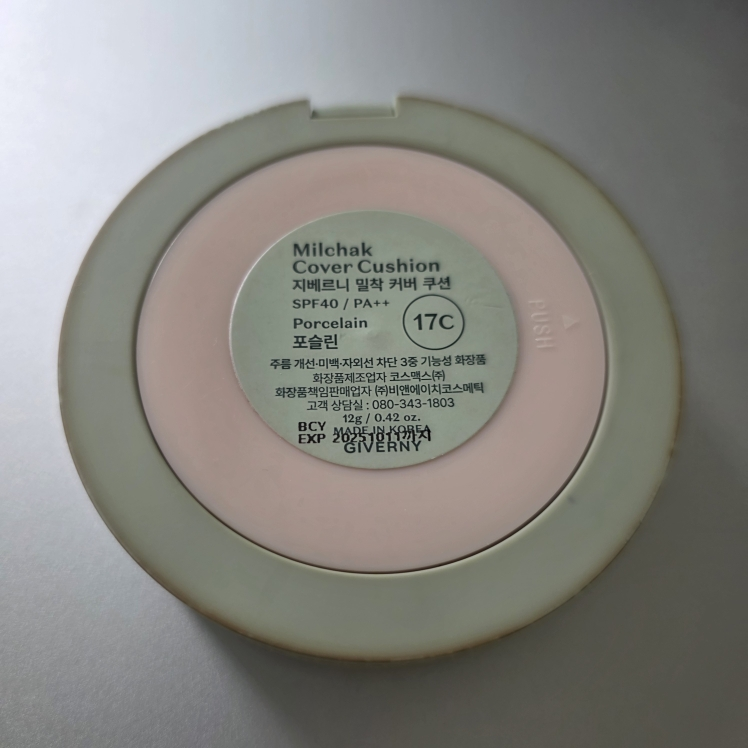 Milchak
Cover Cushion
지베르니 밀착 커버 쿠션
SPF40 / PA++
Porcelain
포슬린
17C
PUSH
주름 개선·미백·자외선 차단 3중 기능성 화장품
화장품제조업자 코스맥스㈜
화장품책임판매업자 ㈜비앤에이치코스메틱
고객 상담실 : 080-343-1803
12g / 0.42 oz.
MADE IN KOREA
BCY
EXP 20251011까지
GIVERNY